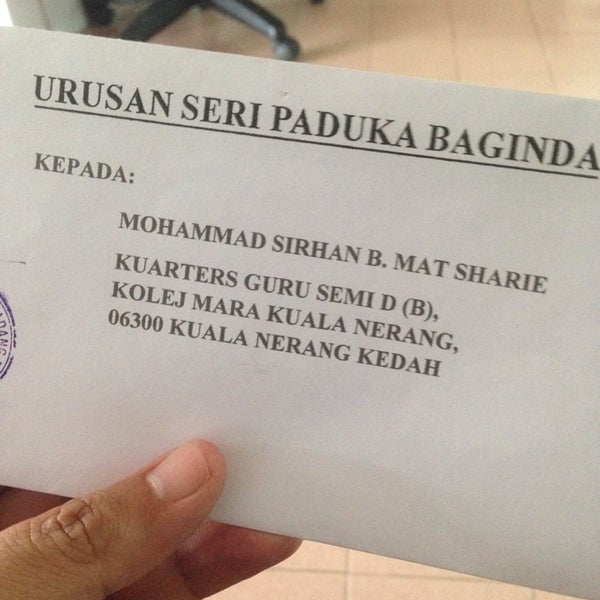 URUSAN SERI PADUKA BAGINDA
KEPADA:
MOHAMMAD SIRHAN B. MAT SHARIE
KUARTERS GURU SEMI D (B),
KOLEJ MARA KUALA NERANG,
06300 KUALA NERANG KEDAH